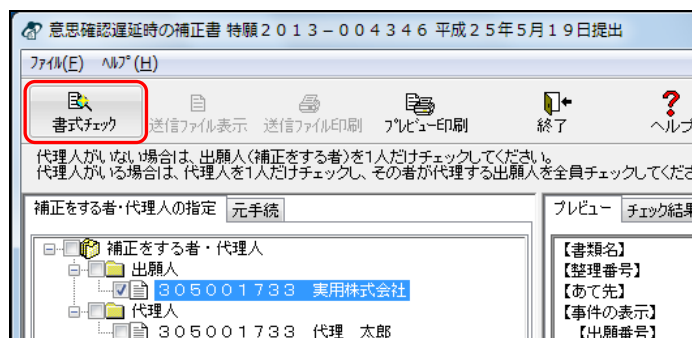 意思確認遅延時の補正書 特願２０１３－００４３４６ 平成２５年５月１９日提出
ﾌｧｲﾙ(F) ﾍﾙﾌﾟ(H)
書式ﾁｪｯｸ 送信ﾌｧｲﾙ表示 送信ﾌｧｲﾙ印刷 ﾌﾟﾚﾋﾞｭｰ印刷 終了 ヘルプ
代理人がいない場合は、出願人(補正をする者)を1人だけチェックしてください。
代理人がいる場合は、代理人を1人だけチェックし、その者が代理する出願人を全員チェックしてくださ
補正をする者・代理人の指定 元手続 プレビュー チェック結果
補正をする者・代理人
出願人
３０５００１７３３ 実用株式会社
代理人
３０５００１７３３ 代理 太郎
【書類名】
【整理番号】
【あて先】
【事件の表示】
【出願番号】